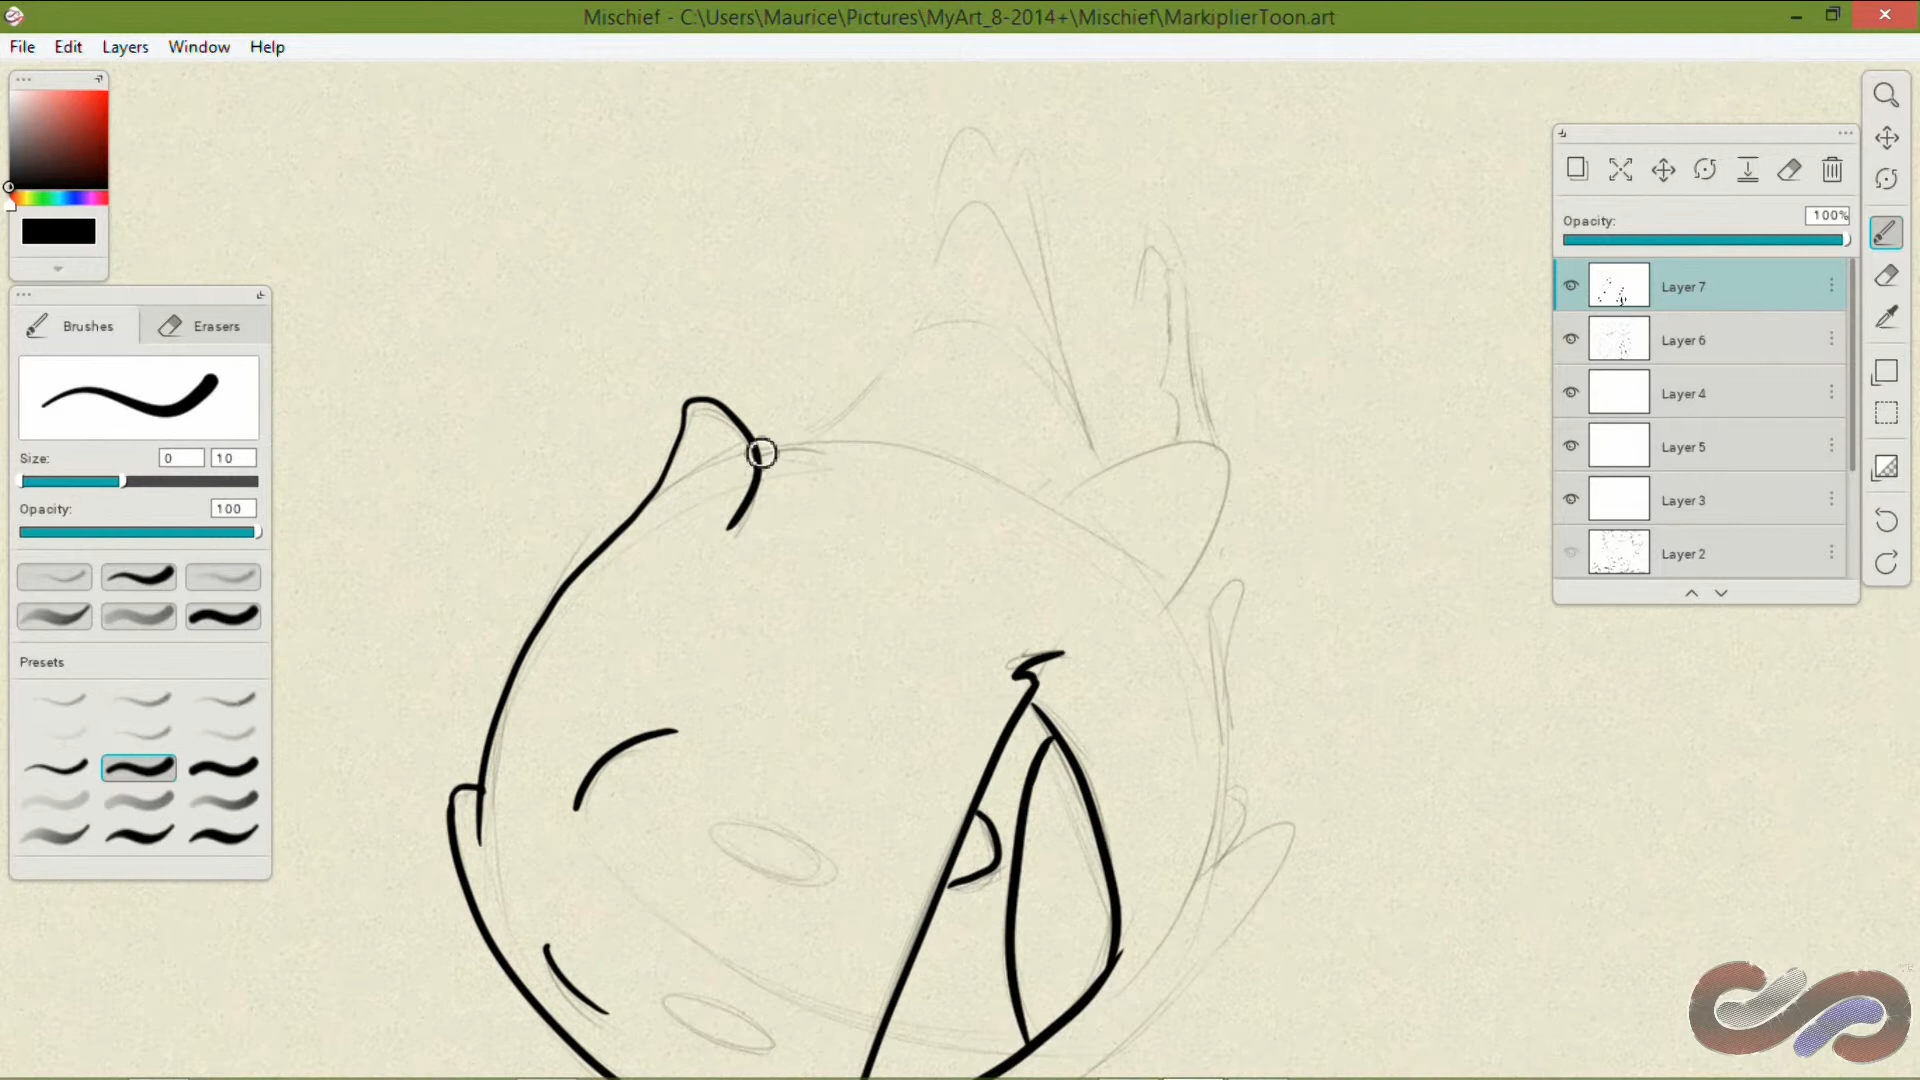 Mischief - C:\Users\Maurice\Pictures\MyArt_8-2014+\Mischief\MarkiplierToon.art
File Edit Layers Window Help
Brushes Erasers
Size: 0 10
Opacity: 100
Presets
Opacity: 100%
Layer 7
Layer 6
Layer 4
Layer 5
Layer 3
Layer 2